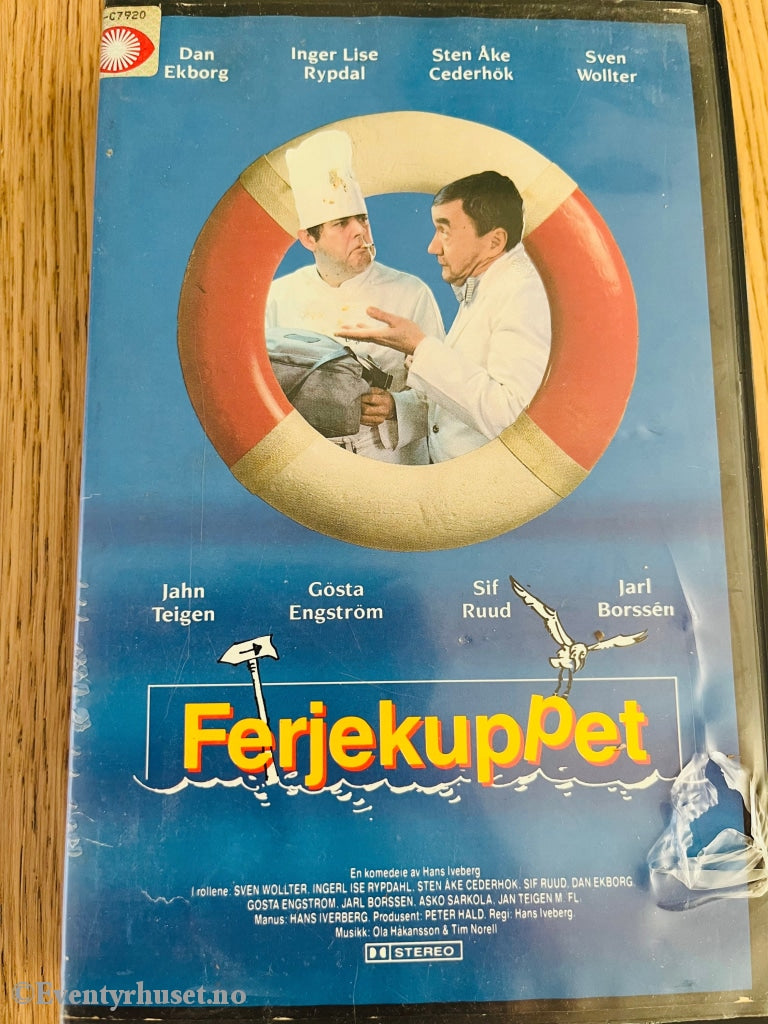 -C7920
Dan Inger Lise Sten Åke Sven
Ekborg Rypdal Cederhök Wollter
Jahn Gösta Sif Jarl
Teigen Engström Ruud Borssén
Ferjekuppet
En komedeie av Hans Iveberg
I rollene: SVEN WOLLTER, INGERL ISE RYPDAHL, STEN ÅKE CEDERHÖK, SIF RUUD, DAN EKBORG,
GÖSTA ENGSTRÖM, JARL BORSSEN, ASKO SARKOLA, JAN TEIGEN M. FL.
Manus: HANS IVERBERG. Produsent: PETER HALD. Regi: Hans Iveberg.
Musikk: Ola Håkansson & Tim Norell
STEREO
©Eventyrhuset.no